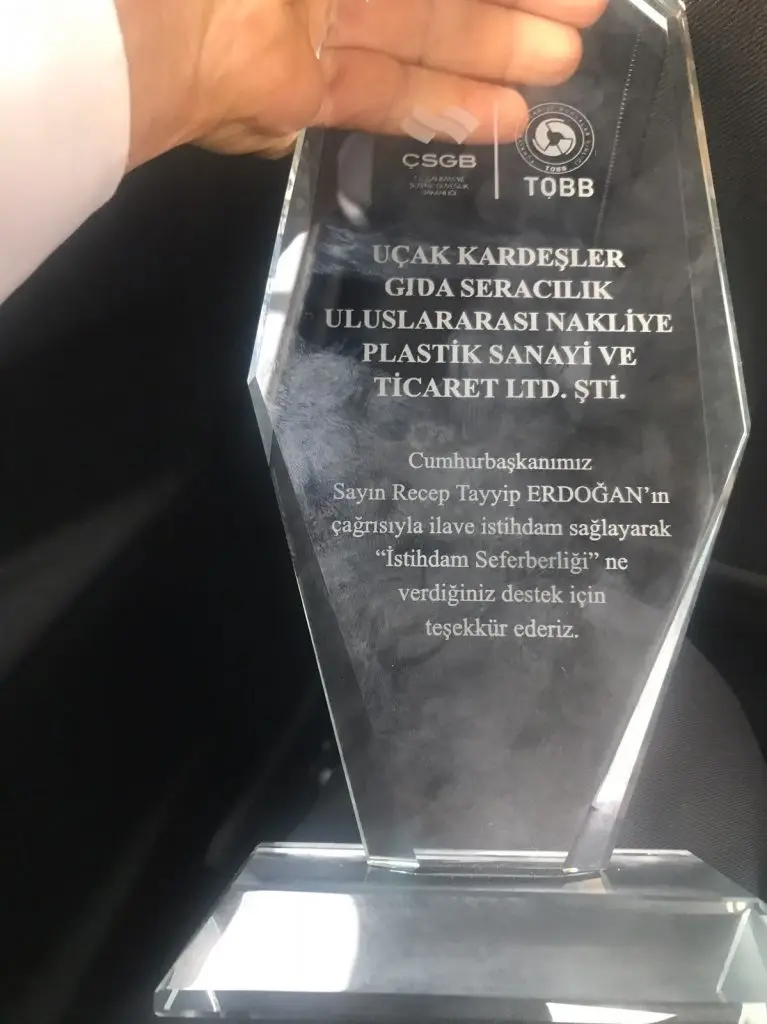 ÇSGB
TOBB
TOBB
UÇAK KARDEŞLER
GIDA SERACILIK
ULUSLARARASI NAKLİYE
PLASTİK SANAYİ VE
TİCARET LTD. ŞTİ.
Cumhurbaşkanımız
Sayın Recep Tayyip ERDOĞAN’ın
çağrısıyla ilave istihdam sağlayarak
“İstihdam Seferberliği” ne
verdiğiniz destek için
teşekkür ederiz.